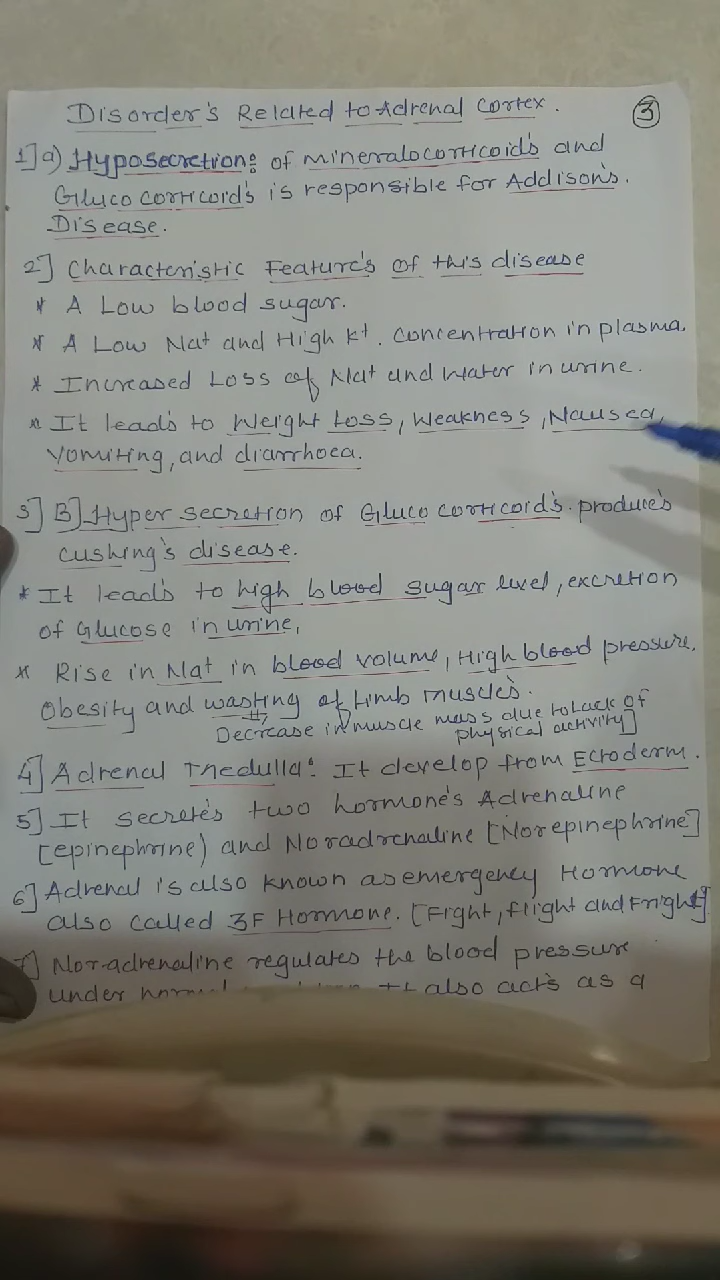 Disorder's Related to Adrenal Cortex.
3
1] a) Hyposecretion: of mineralocorticoid's and
Gluco corticoid's is responsible for Addison's.
Disease.
2] Characteristic Feature's of this disease
* A Low blood sugar.
* A Low Na+ and High K+. Concentration in plasma.
* Increased Loss of Na+ and water in urine.
* It lead's to Weight Loss, Weakness, Nausea,
Vomiting, and diarrhoea.
3] B] Hyper secretion of Gluco corticoid's. produce's
cushing's disease.
* It lead's to high blood sugar level, excretion
of Glucose in urine,
* Rise in Na+ in blood volume, High blood pressure.
Obesity and wasting of limb muscle's.
Decrease in muscle mass due to lack of
physical activity]
4] Adrenal medulla: It develop from Ectoderm.
5] It secrete's two hormone's Adrenaline
[epinephrine) and Noradrenaline [Norepinephrine]
6] Adrenal is also known as emergency Hormone
also called 3F Hormone. [Fight, flight and Fright]
7] Nor-adrenaline regulates the blood pressure
under It also act's as a